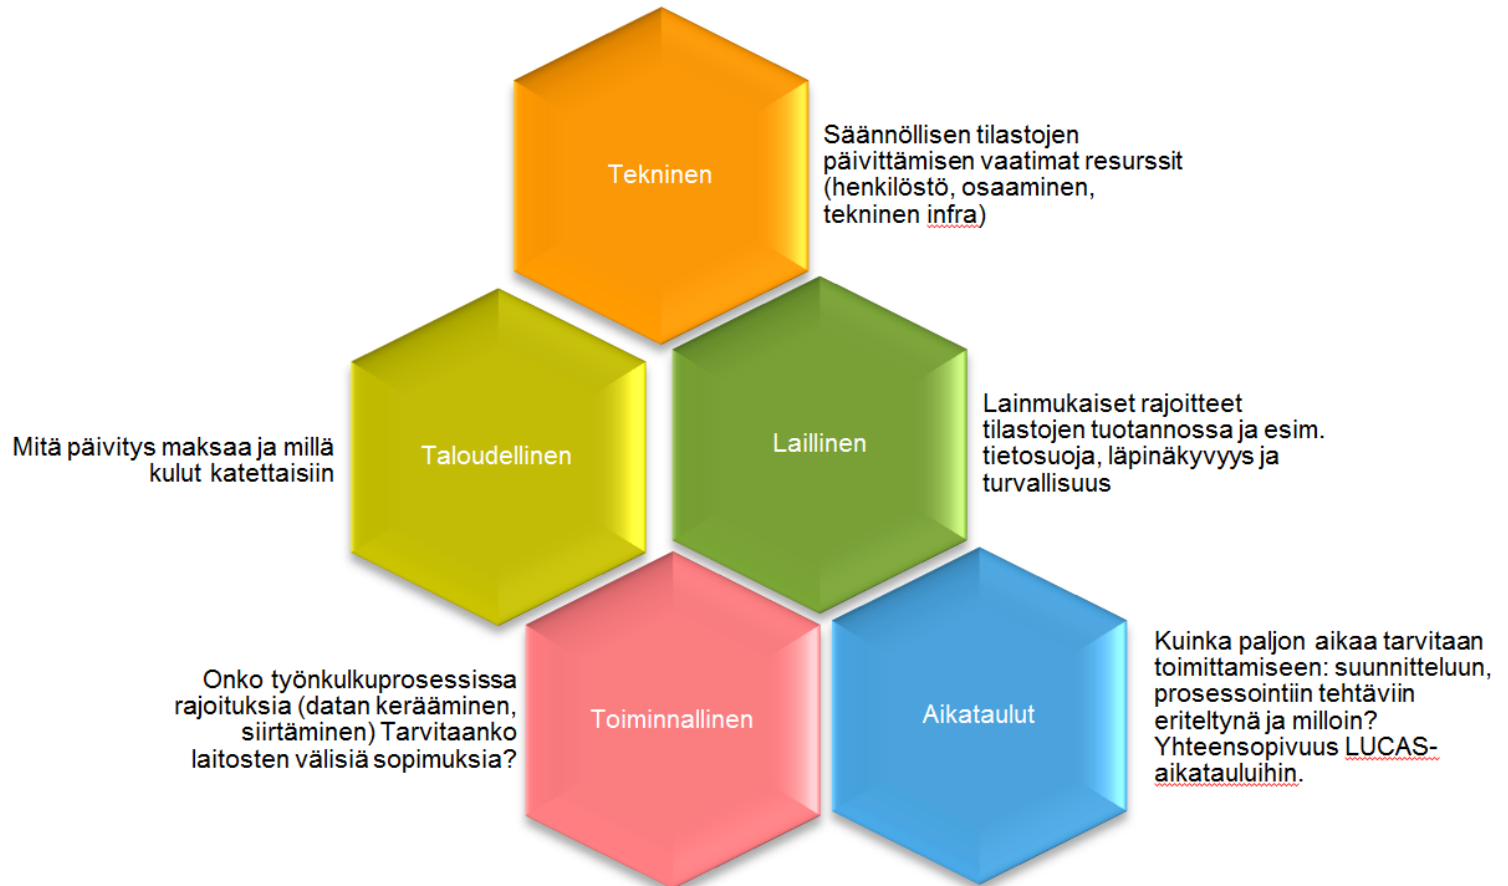 Tekninen
Säännöllisen tilastojen
päivittämisen vaatimat resurssit
(henkilöstö, osaaminen,
tekninen infra)
Mitä päivitys maksaa ja millä
kulut katettaisiin
Taloudellinen
Laillinen
Lainmukaiset rajoitteet
tilastojen tuotannossa ja esim.
tietosuoja, läpinäkyvyys ja
turvallisuus
Onko työnkulkuprosessissa
rajoituksia (datan kerääminen,
siirtäminen) Tarvitaanko
laitosten välisiä sopimuksia?
Toiminnallinen
Aikataulut
Kuinka paljon aikaa tarvitaan
toimittamiseen: suunnitteluun,
prosessointiin tehtäviin
eriteltynä ja milloin?
Yhteensopivuus LUCAS-
aikatauluihin.